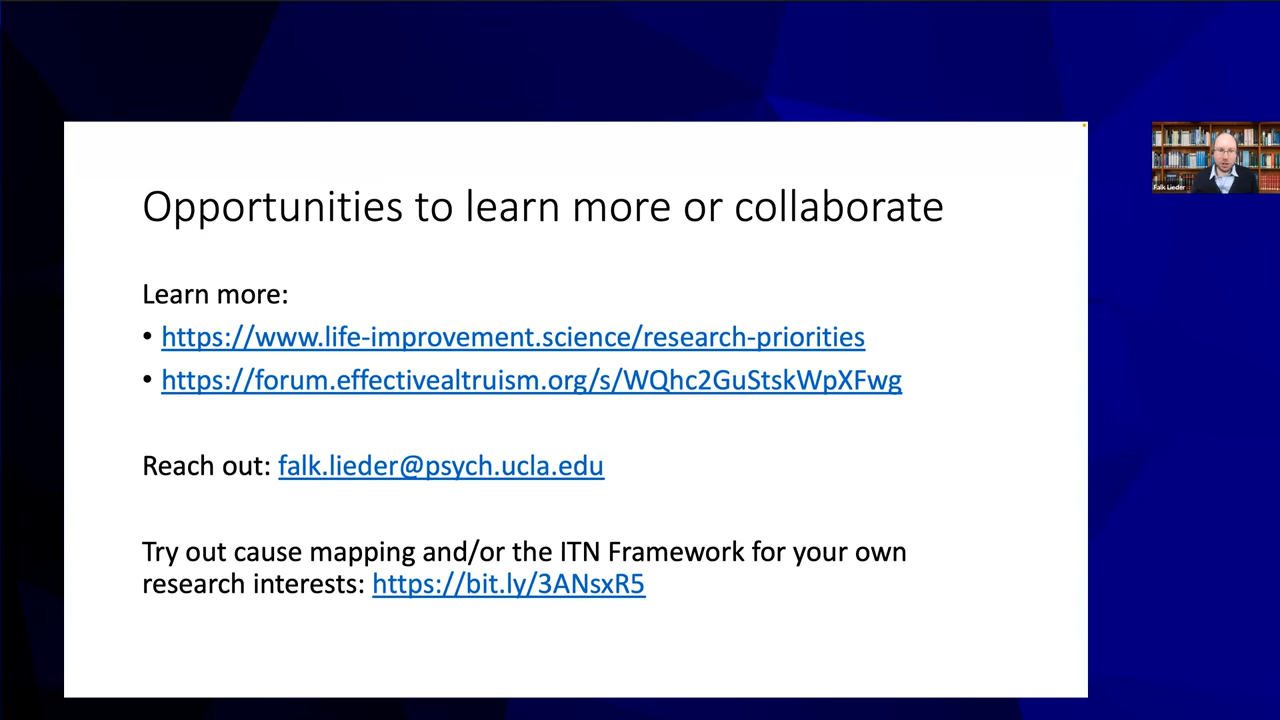 Opportunities to learn more or collaborate
Learn more:
• https://www.life-improvement.science/research-priorities
• https://forum.effectivealtruism.org/s/WQhc2GuStskWpXFwg
Reach out: falk.lieder@psych.ucla.edu
Try out cause mapping and/or the ITN Framework for your own
research interests: https://bit.ly/3ANsxR5
Falk Lieder